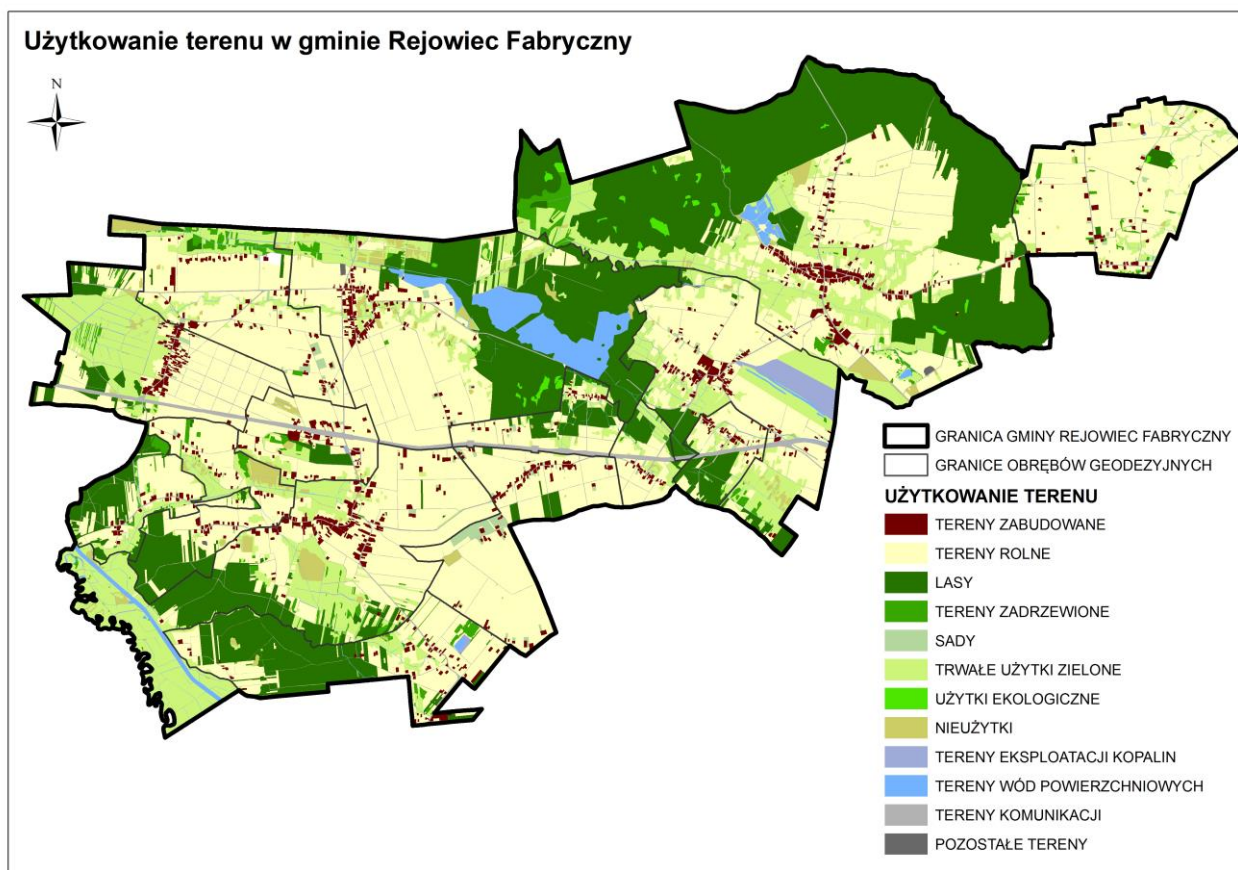 Użytkowanie terenu w gminie Rejowiec Fabryczny
N
GRANICA GMINY REJOWIEC FABRYCZNY
GRANICE OBRĘBÓW GEODEZYJNYCH
UŻYTKOWANIE TERENU
TERENY ZABUDOWANE
TERENY ROLNE
LASY
TERENY ZADRZEWIONE
SADY
TRWAŁE UŻYTKI ZIELONE
UŻYTKI EKOLOGICZNE
NIEUŻYTKI
TERENY EKSPLOATACJI KOPALIN
TERENY WÓD POWIERZCHNIOWYCH
TERENY KOMUNIKACJI
POZOSTAŁE TERENY